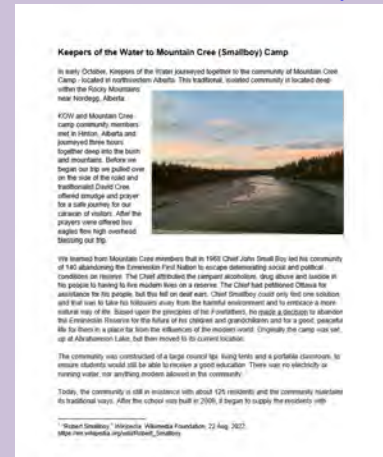 Keepers of the Water to Mountain Cree (Smallboy) Camp
In early October, Keepers of the Water journeyed together to the community of Mountain Cree
Camp - located in northwestern Alberta. This traditional, isolated community is located deep
within the Rocky Mountains
near Nordegg, Alberta.
KOW and Mountain Cree
camp community members
met in Hinton, Alberta and
journeyed three hours
together deep into the bush
and mountains. Before we
began our trip we pulled over
on the side of the road and
traditionalist David Cree
offered smudge and prayer
for a safe journey for our
caravan of visitors. After the
prayers were offered two
eagles flew high overhead
blessing our trip.
We learned from Mountain Cree members that in 1968 Chief John Small Boy led his community
of 140 abandoning the Ermineskin First Nation to escape deteriorating social and political
conditions on reserve. The Chief attributed the rampant alcoholism, drug abuse and suicide in
his people to having to live modern lives on a reserve. The Chief had petitioned Ottawa for
assistance for his people, but this fell on deaf ears. Chief Smallboy could only find one solution,
and that was to take his followers away from the harmful environment and to embrace a more
natural way of life. Based upon the principles of his Forefathers, he made a decision to abandon
the Ermineskin Reserve for the future of his children and grandchildren and for a good, peaceful
life for them in a place far from the influences of the modern world. Originally the camp was set
up at Abrahamson Lake, but then moved to its current location.
The community was constructed of a large council tipi, living tents and a portable classroom, to
ensure students would still be able to receive a good education. There was no electricity or
running water, nor anything modern allowed in the community.
Today, the community is still in existence with about 125 residents and the community maintains
its traditional ways. After the school was built in 2006, it began to supply the residents with
"Robert Smallboy." Wikipedia, Wikimedia Foundation, 22 Aug. 2022,
https://en.wikipedia.org/wiki/Robert_Smallboy.